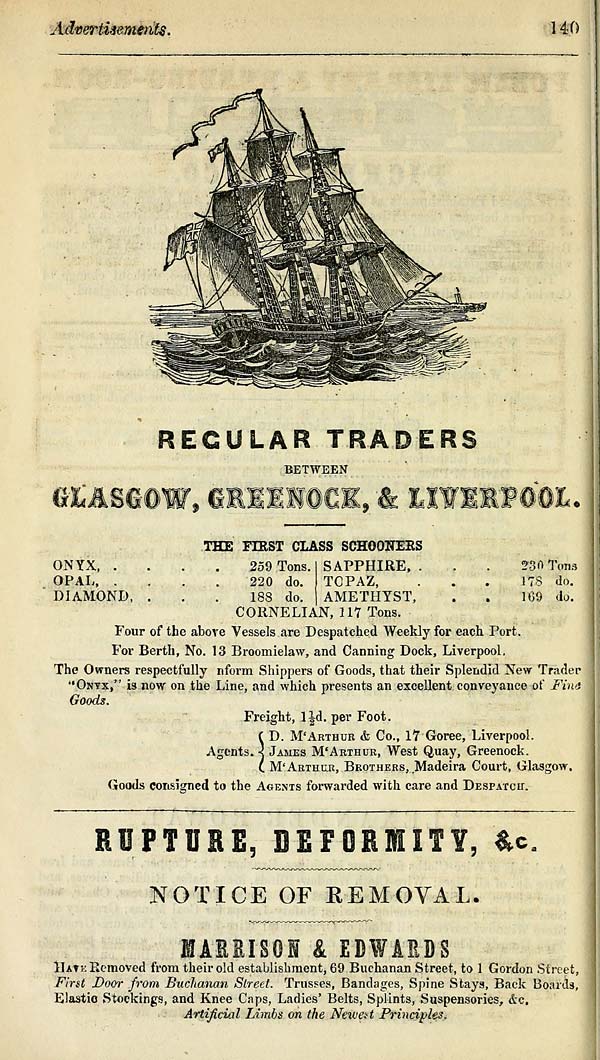 Advertisements. 140
REGULAR TRADERS
BETWEEN
GLASGOW, GREENOCK, & LIVERPOOL.
THE FIRST CLASS SCHOONERS
ONYX, . . . . 259 Tons. | SAPPHIRE, . . . 230 Tons
OPAL, . . . . 220 do. | TOPAZ, . . . 178 do.
DIAMOND, . . . 188 do. | AMETHYST, . . 169 do.
CORNELIAN, 117 Tons.
Four of the above Vessels are Despatched Weekly for each Port.
For Berth, No. 13 Broomielaw, and Canning Dock, Liverpool.
The Owners respectfully nform Shippers of Goods, that their Splendid New Trader
"ONYX," is now on the Line, and which presents an excellent conveyance of Fine
Goods.
Freight, 1½d. per Foot.
D. M'ARTHUR & Co., 17 Goree, Liverpool.
Agents. { JAMES M'ARTHUR, West Quay, Greenock.
M'ARTHUR, BROTHERS, Madeira Court, Glasgow.
Goods consigned to the AGENTS forwarded with care and DESPATCH.
RUPTURE, DEFORMITY, &c.
NOTICE OF REMOVAL.
MARRISON & EDWARDS
HAVE Removed from their old establishment, 69 Buchanan Street, to 1 Gordon Street,
First Door from Buchanan Street. Trusses, Bandages, Spine Stays, Back Boards,
Elastic Stockings, and Knee Caps, Ladies' Belts, Splints, Suspensories, &c.
Artificial Limbs on the Newest Principles.